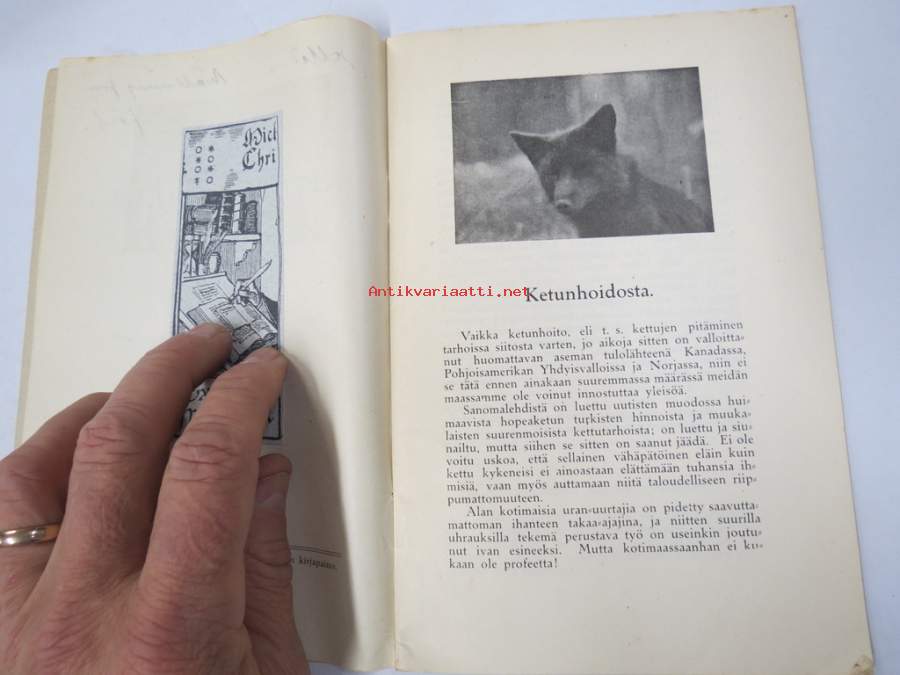 Mich
Chri
kirjapaino.
Antikvariaatti.net
Ketunhoidosta.
Vaikka ketunhoito, eli t. s. kettujen pitäminen
tarhoissa siitosta varten, jo aikoja sitten on valloitta-
nut huomattavan aseman tulolähteenä Kanadassa,
Pohjoisamerikan Yhdyisvalloissa ja Norjassa, niin ei
se tätä ennen ainakaan suuremmassa määrässä meidän
maassamme ole voinut innostuttaa yleisöä.
Sanomalehdistä on luettu uutisten muodossa hui-
maavista hopeaketun turkisten hinnoista ja muuka-
laisten suurenmoisista kettutarhoista; on luettu ja siu-
nailtu, mutta siihen se sitten on saanut jäädä. Ei ole
voitu uskoa, että sellainen vähäpätöinen eläin kuin
kettu kykeneisi ei ainoastaan elättämään tuhansia ih-
misiä, vaan myös auttamaan niitä taloudelliseen riip-
pumattomuuteen.
Alan kotimaisia uran-uurtajia on pidetty saavutta-
mattoman ihanteen takaa-ajajina, ja niitten suurilla
uhrauksilla tekemä perustava työ on useinkin joutu-
nut ivan esineeksi. Mutta kotimaassaanhan ei ku-
kaan ole profeetta!